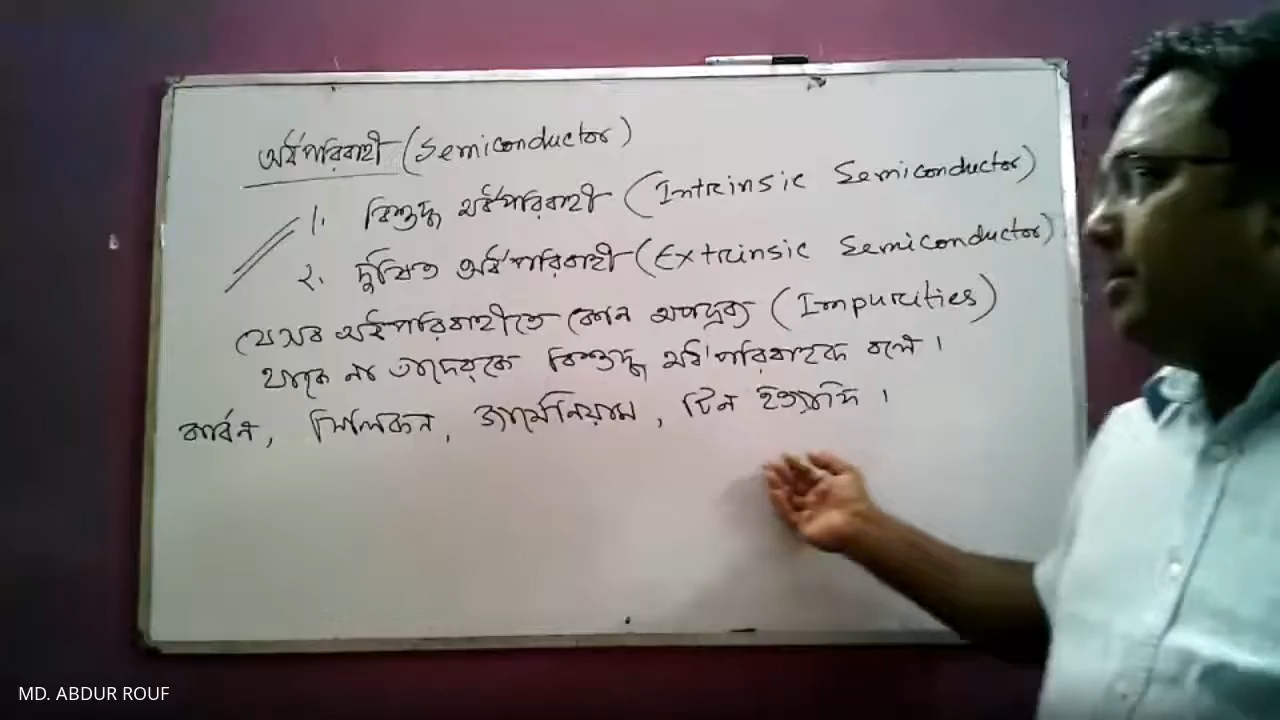 অর্ধপরিবাহী (Semiconductor)
১. বিশুদ্ধ অর্ধপরিবাহী (Intrinsic Semiconductor)
২. দুষিত অর্ধপরিবাহী (Extrinsic Semiconductor)
যেসব অর্ধপরিবাহীতে কোন অপদ্রব্য (Impurities)
থাকে না তাদেরকে বিশুদ্ধ অর্ধপরিবাহক বলে।
কার্বন, সিলিকন, জার্মেনিয়াম, টিন ইত্যাদি।
MD. ABDUR ROUF